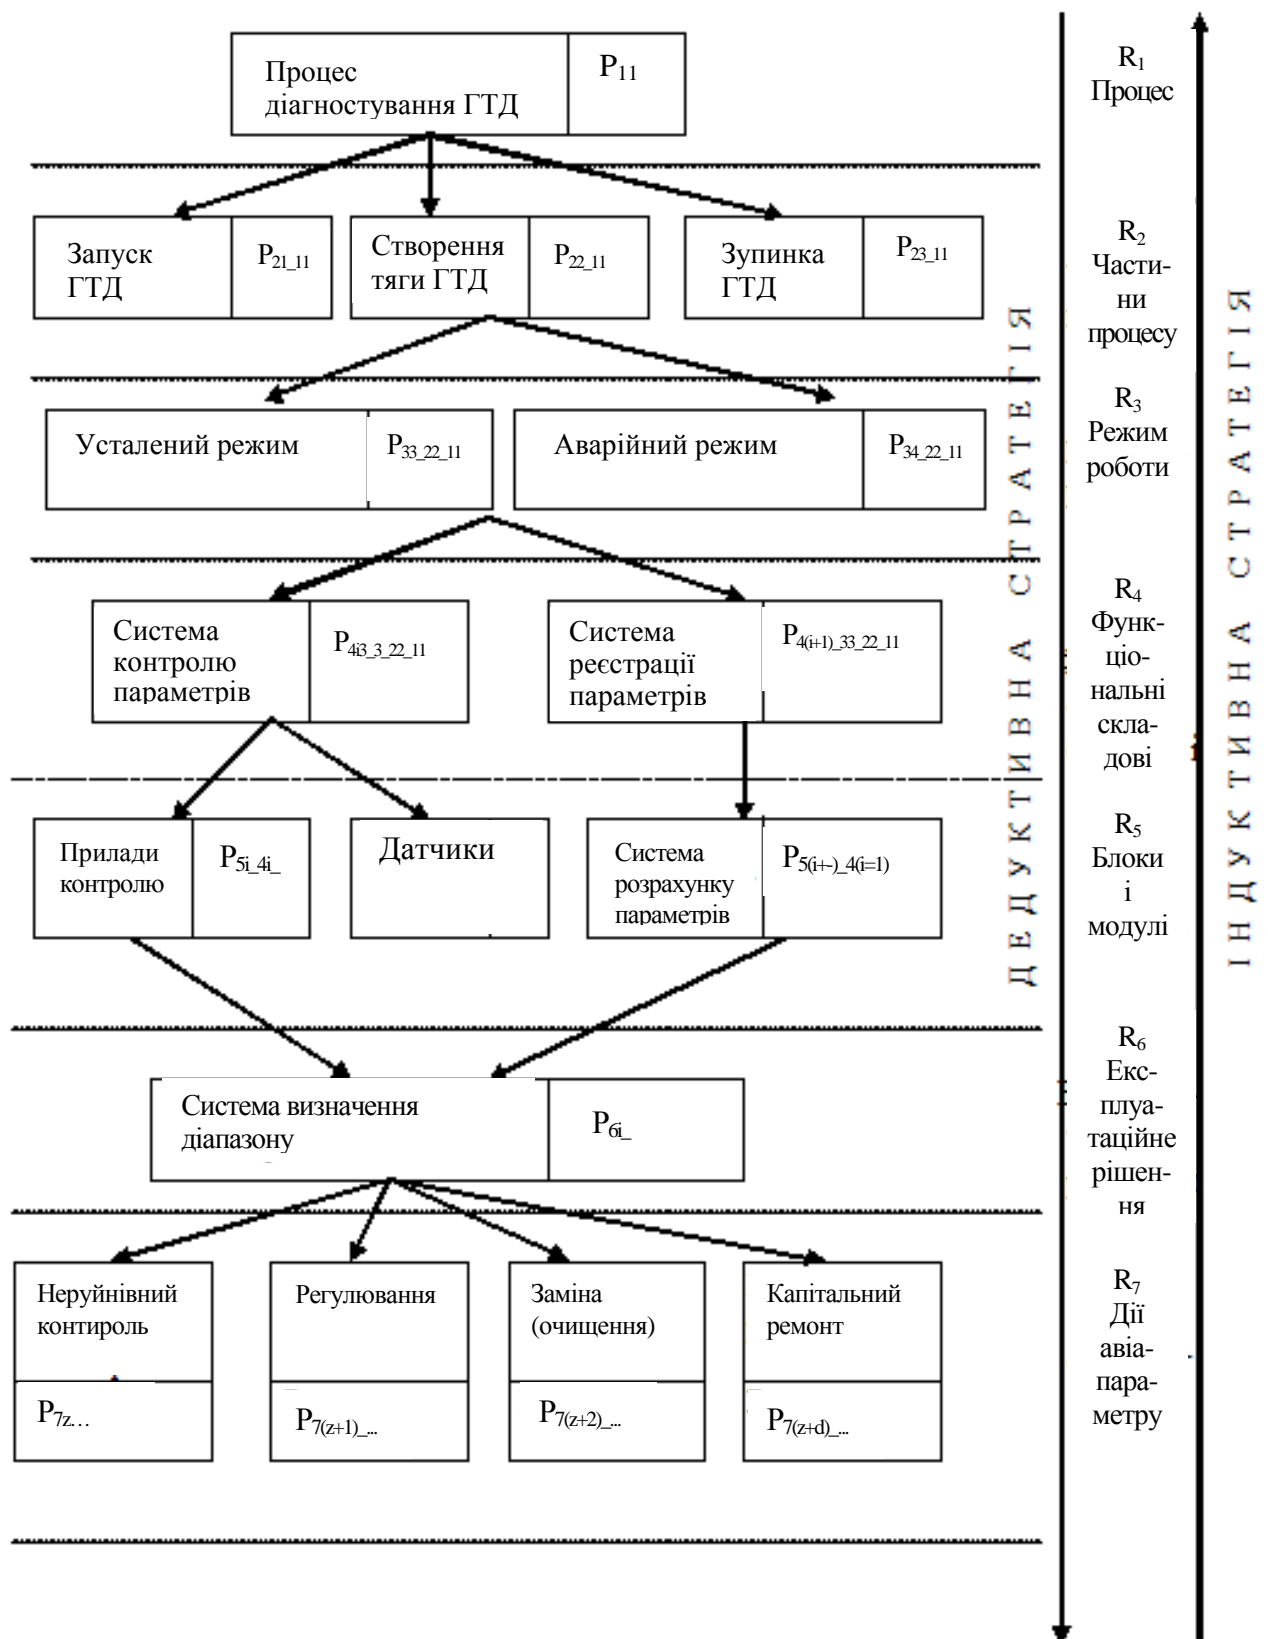 Процес
діагностування ГТД
P11
R1
Процес
Запуск
ГТД
P21_11
Створення
тяги ГТД
P22_11
Зупинка
ГТД
P23_11
R2
Части-
ни
процесу
Усталений режим
P33_22_11
Аварійний режим
P34_22_11
R3
Режим
роботи
Система
контролю
параметрів
P4i3_3_22_11
Система
реєстрації
параметрів
P4(i+1)_33_22_11
R4
Функ-
ціо-
нальні
скла-
дові
Прилади
контролю
P5i_4i_
Датчики
Система
розрахунку
параметрів
P5(i+-)_4(i=1)
R5
Блоки
і
модулі
Система визначення
діапазону
P6i_
R6
Екс-
плуа-
таційне
рішен-
ня
Неруйнівний
контироль
P7z...
Регулювання
P7(z+1)_...
Заміна
(очищення)
P7(z+2)_...
Капітальний
ремонт
P7(z+d)_...
R7
Дії
авіа-
пара-
метру
ДЕДУКТИВНА СТРАТЕГІЯ
ІНДУКТИВНА СТРАТЕГІЯ